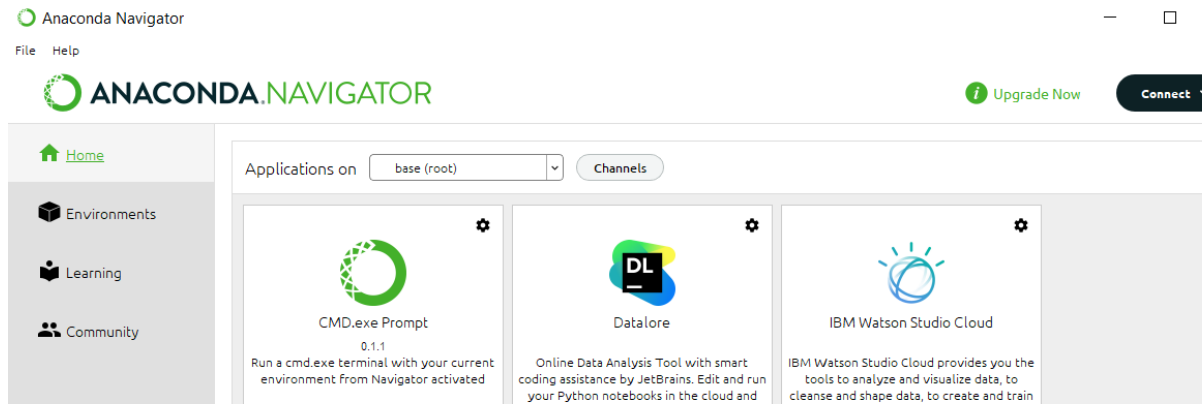 Anaconda Navigator
File Help
ANACONDA.NAVIGATOR
i Upgrade Now
Connect
Home
Applications on base (root) Channels
Environments
Learning
Community
CMD.exe Prompt
0.1.1
Run a cmd.exe terminal with your current
environment from Navigator activated
DL
Datalore
Online Data Analysis Tool with smart
coding assistance by JetBrains. Edit and run
your Python notebooks in the cloud and
IBM Watson Studio Cloud
IBM Watson Studio Cloud provides you the
tools to analyze and visualize data, to
cleanse and shape data, to create and train